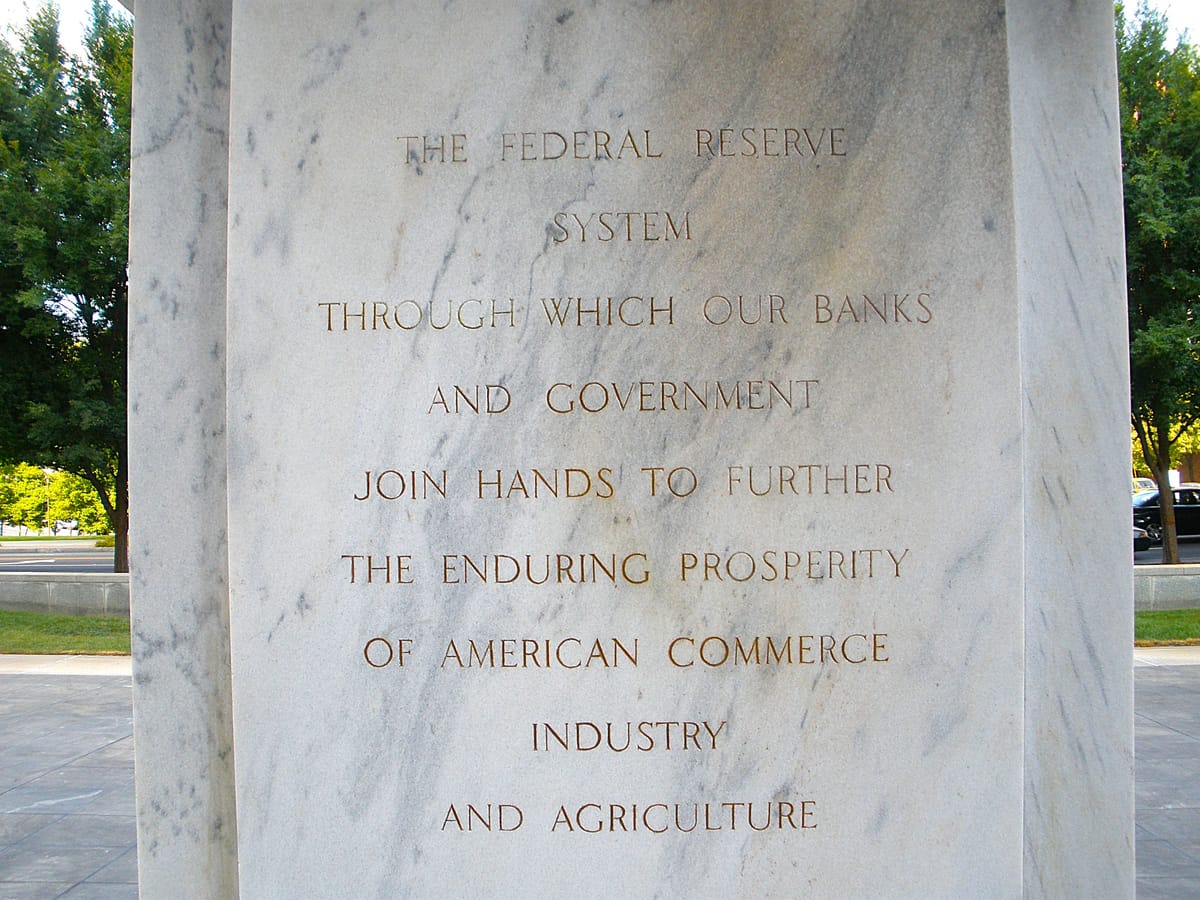 THE FEDERAL RESERVE
SYSTEM
THROUGH WHICH OUR BANKS
AND GOVERNMENT
JOIN HANDS TO FURTHER
THE ENDURING PROSPERITY
OF AMERICAN COMMERCE
INDUSTRY
AND AGRICULTURE